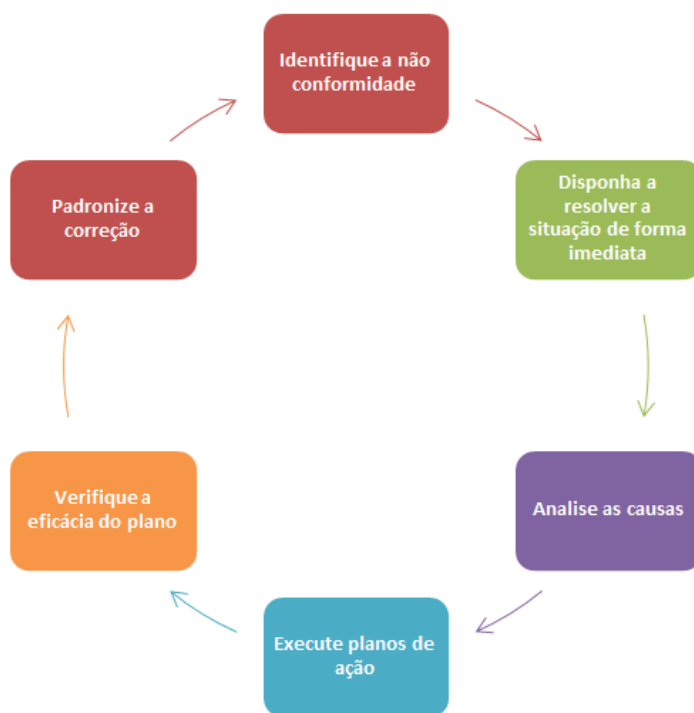 Identifique a não
conformidade
Disponha a
resolver a
situação de forma
imediata
Analise as causas
Execute planos de
ação
Verifique a
eficácia do plano
Padronize a
correção